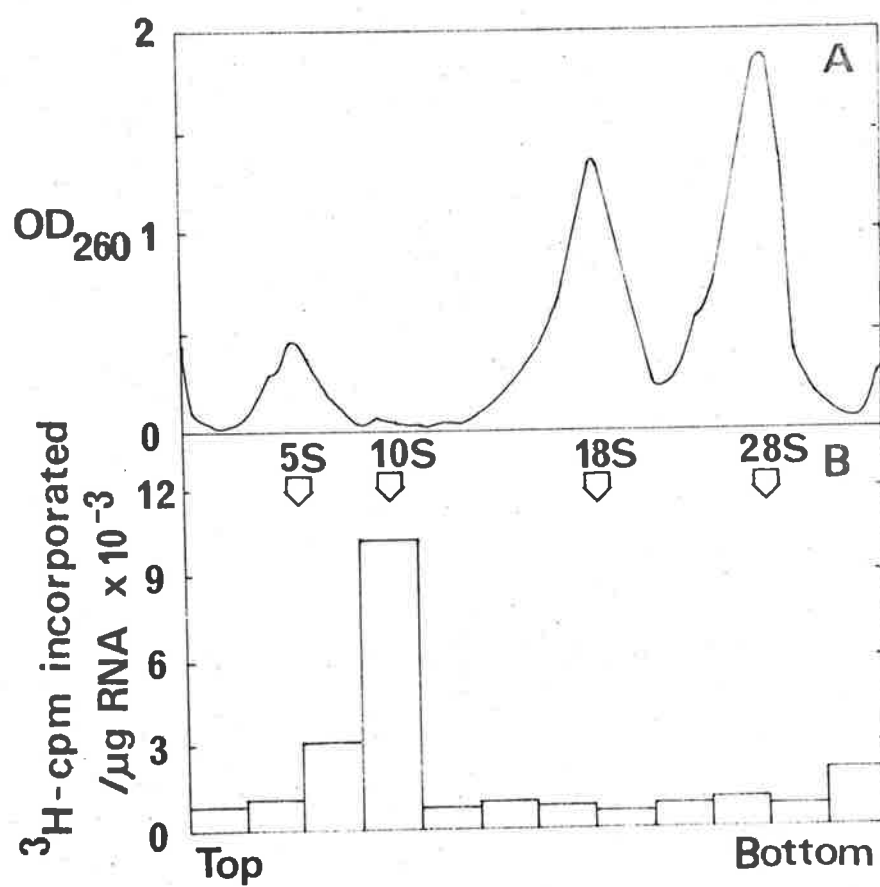 2
A
OD260 1
0
5S 10S 18S 28S B
12
9
6
3
0
³H-cpm incorporated
/μg RNA x 10⁻³
Top Bottom